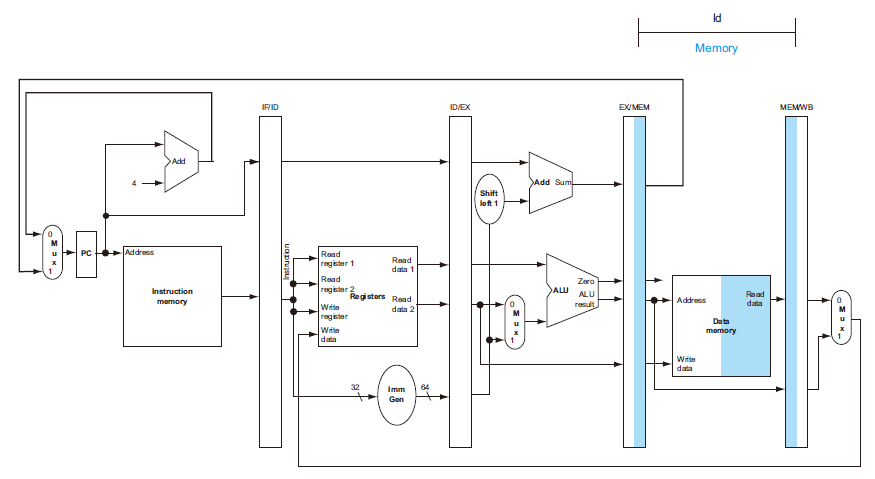 ld
Memory
IF/ID
ID/EX
EX/MEM
MEM/WB
Add
4
Shift
left 1
Add Sum
0
M
u
x
1
PC
Address
Instruction
memory
Instruction
Read
register 1
Read
register 2
Write
register
Write
data
Registers
Read
data 1
Read
data 2
32
Imm
Gen
64
0
M
u
x
1
Zero
ALU
ALU
result
Address
Write
data
Data
memory
Read
data
0
M
u
x
1